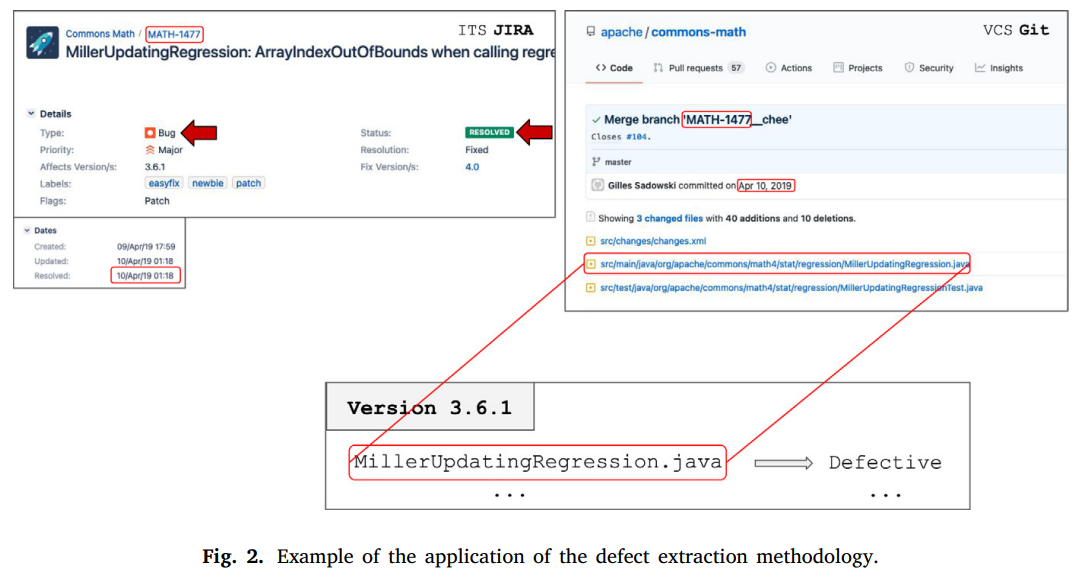 Commons Math / MATH-1477
ITS JIRA
MillerUpdatingRegression: ArrayIndexOutOfBounds when calling regre
Details
Type: Bug
Status: RESOLVED
Priority: Major
Resolution: Fixed
Affects Version/s: 3.6.1
Fix Version/s: 4.0
Labels: easyfix newbie patch
Flags: Patch
Dates
Created: 09/Apr/19 17:59
Updated: 10/Apr/19 01:18
Resolved: 10/Apr/19 01:18
apache / commons-math
VCS Git
Code Pull requests 57 Actions Projects Security Insights
Merge branch 'MATH-1477__chee'
Closes #104.
master
Gilles Sadowski committed on Apr 10, 2019
Showing 3 changed files with 40 additions and 10 deletions.
src/changes/changes.xml
src/main/java/org/apache/commons/math4/stat/regression/MillerUpdatingRegression.java
src/test/java/org/apache/commons/math4/stat/regression/MillerUpdatingRegressionTest.java
Version 3.6.1
MillerUpdatingRegression.java Defective
... ...
Fig. 2. Example of the application of the defect extraction methodology.